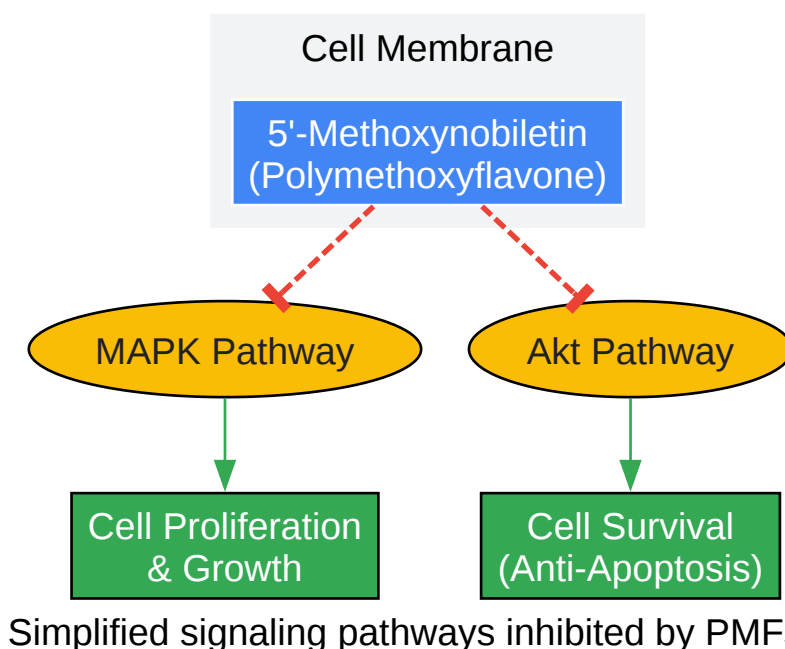 Cell Membrane
5'-Methoxynobiletin
(Polymethoxyflavone)
MAPK Pathway
Akt Pathway
Cell Proliferation
& Growth
Cell Survival
(Anti-Apoptosis)
Simplified signaling pathways inhibited by PMF